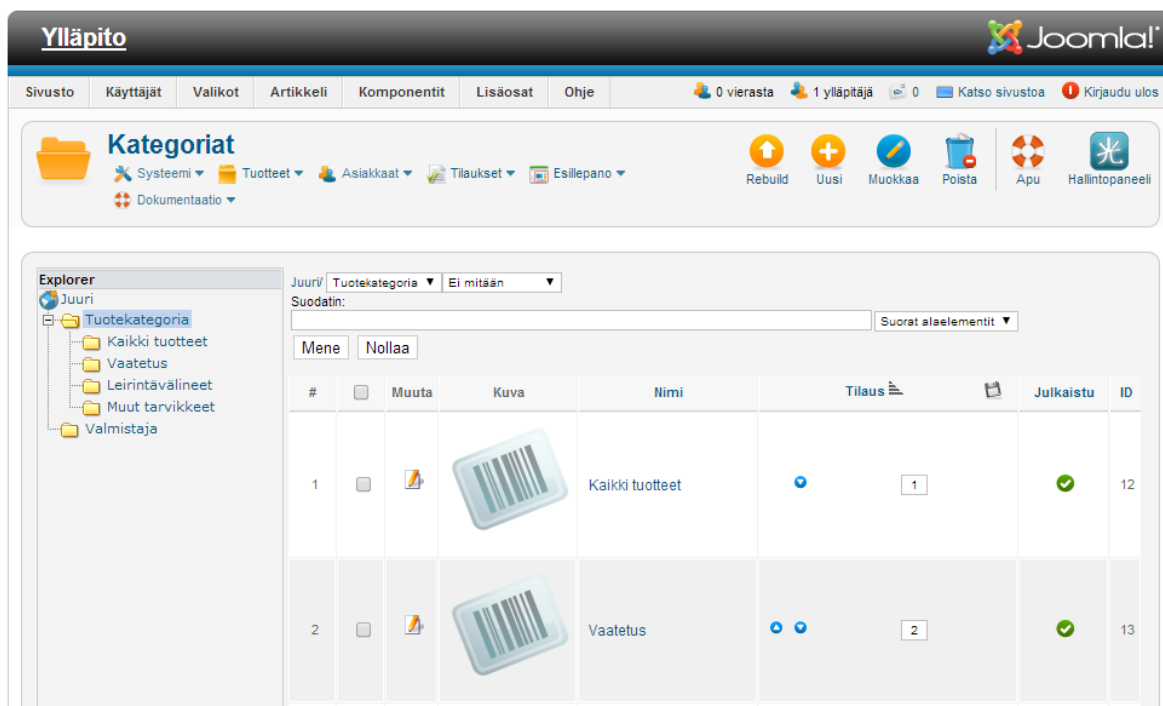 Ylläpito
Joomla!
Sivusto Käyttäjät Valikot Artikkeli Komponentit Lisäosat Ohje 0 vierasta 1 ylläpitäjä 0 Katso sivustoa Kirjaudu ulos
Kategoriat
Systeemi Tuotteet Asiakkaat Tilaukset Esillepano
Dokumentaatio
Rebuild Uusi Muokkaa Poista Apu Hallintopaneeli
Explorer
Juuri
Tuotekategoria
Kaikki tuotteet
Vaatetus
Leirintävälineet
Muut tarvikkeet
Valmistaja
Juuri/ Tuotekategoria Ei mitään
Suodatin:
Suorat alaelementit
Mene Nollaa
# Muuta Kuva Nimi Tilaus Julkaistu ID
1 Kaikki tuotteet 1 12
2 Vaatetus 2 13